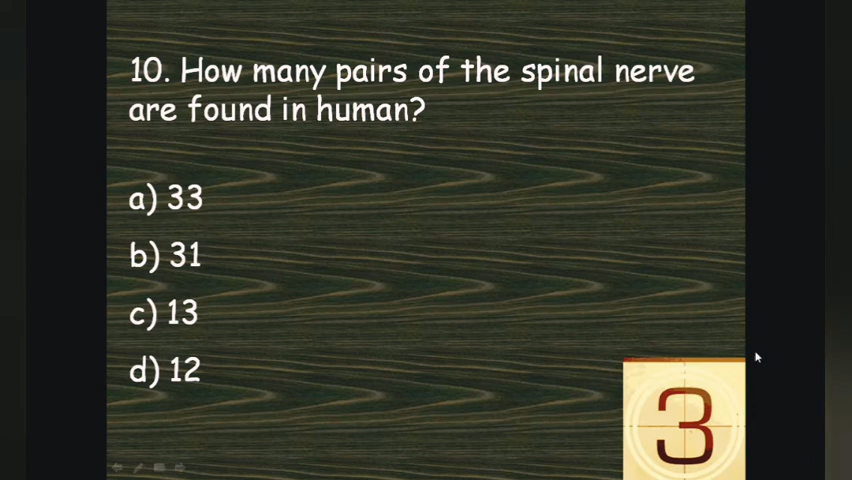 10. How many pairs of the spinal nerve
are found in human?
a) 33
b) 31
c) 13
d) 12
3